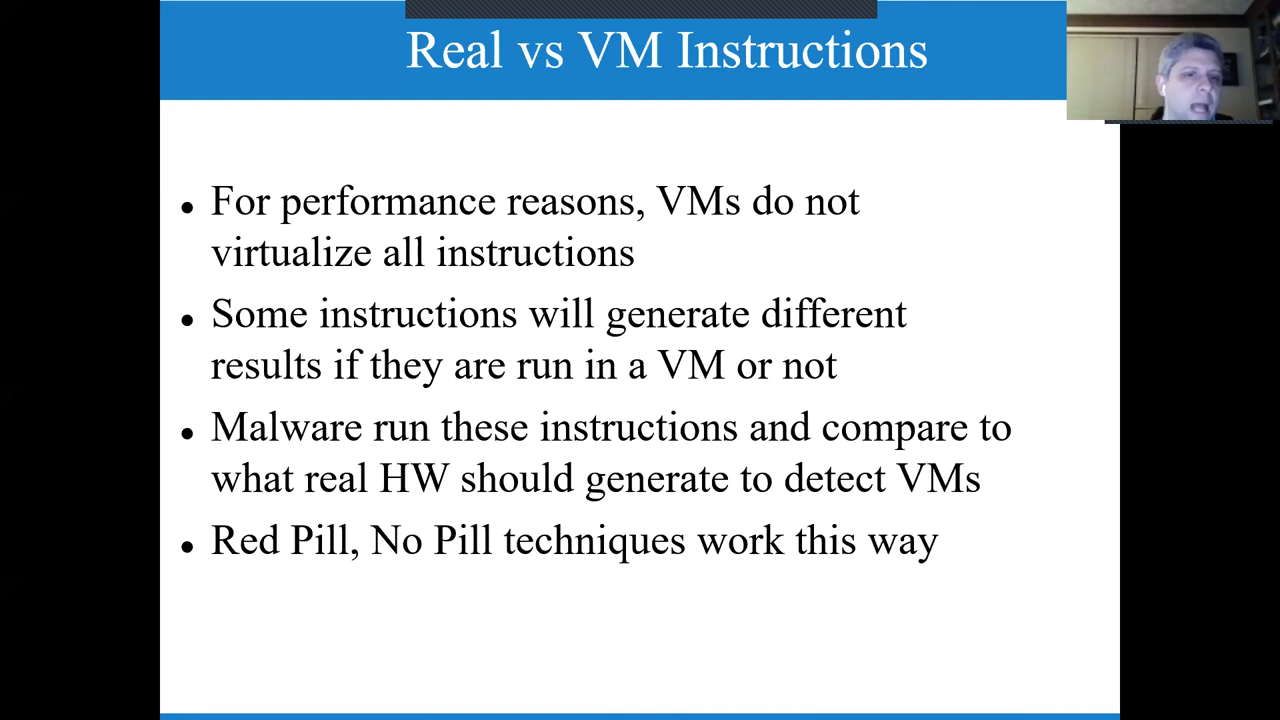 Real vs VM Instructions
For performance reasons, VMs do not
virtualize all instructions
Some instructions will generate different
results if they are run in a VM or not
Malware run these instructions and compare to
what real HW should generate to detect VMs
Red Pill, No Pill techniques work this way